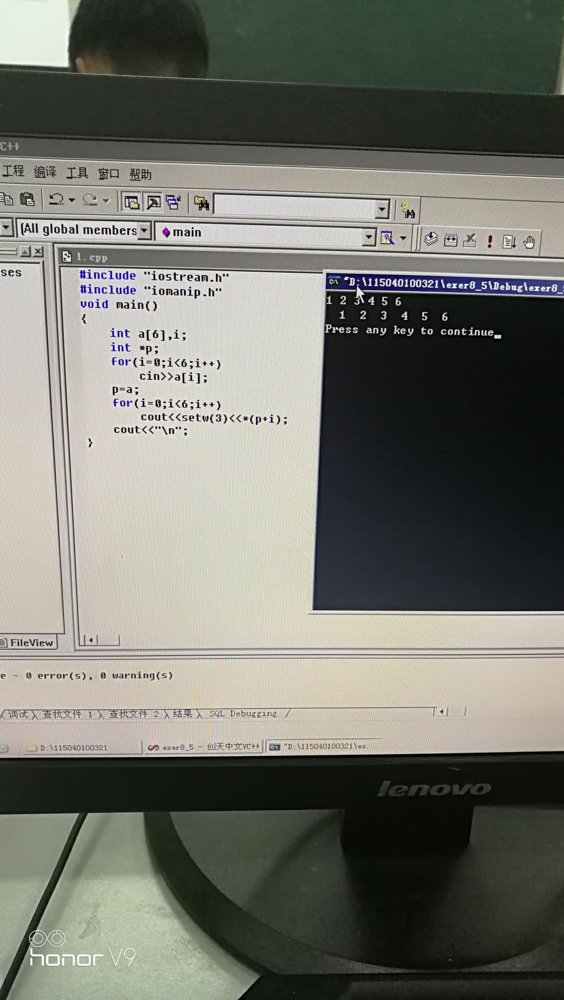 C++
工程 编译 工具 窗口 帮助
(All global members main
ses
1.cpp
#include "iostream.h"
#include "iomanip.h"
void main()
{
int a[6],i;
int *p;
for(i=0;i<6;i++)
cin>>a[i];
p=a;
for(i=0;i<6;i++)
cout<<setw(3)<<*(p+i);
cout<<"\n";
}
"D:\115040100321\exer8_5\Debug\exer8_
1 2 3 4 5 6
1 2 3 4 5 6
Press any key to continue
FileView
e - 0 error(s), 0 warning(s)
调试 查找文件 1 查找文件 2 结果 SQL Debugging
D:\115040100321 exer8_5 - 创天中文VC++ "D:\115040100321\ex.
lenovo
honor V9